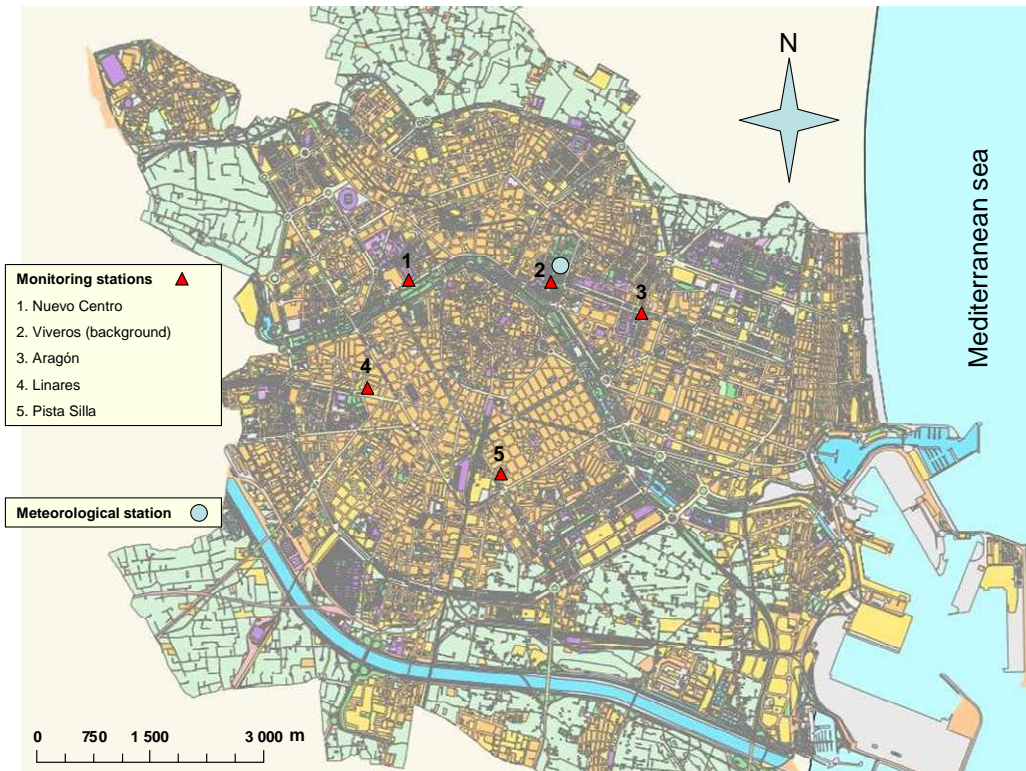 N
Mediterranean sea
1
2
3
4
5
Monitoring stations
1. Nuevo Centro
2. Viveros (background)
3. Aragón
4. Linares
5. Pista Silla
Meteorological station
0 750 1 500 3 000 m